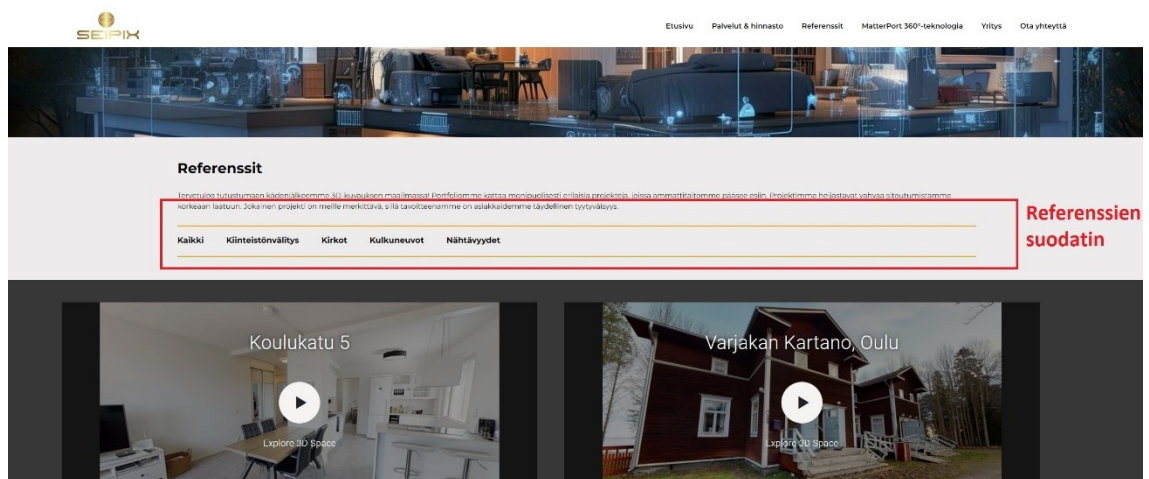 SEIPIX
Etusivu Palvelut & hinnasto Referenssit MatterPort 360°-teknologia Yritys Ota yhteyttä
Referenssit
Tervetuloa tutustumaan kädenjälkeemme 3D-kuvauksen maailmassa! Portfoliomme kattaa monipuolisesti erilaisia projekteja, joissa ammattitaitomme pääsee esiin. Projektimme heijastavat vahvaa sitoutumistamme
korkeaan laatuun. Jokainen projekti on meille merkittävä, sillä tavoitteenamme on asiakkaidemme täydellinen tyytyväisyys.
Referenssien
suodatin
Kaikki Kiinteistönvälitys Kirkot Kulkuneuvot Nähtävyydet
Koulukatu 5
Explore 3D Space
Varjakan Kartano, Oulu
Explore 3D Space